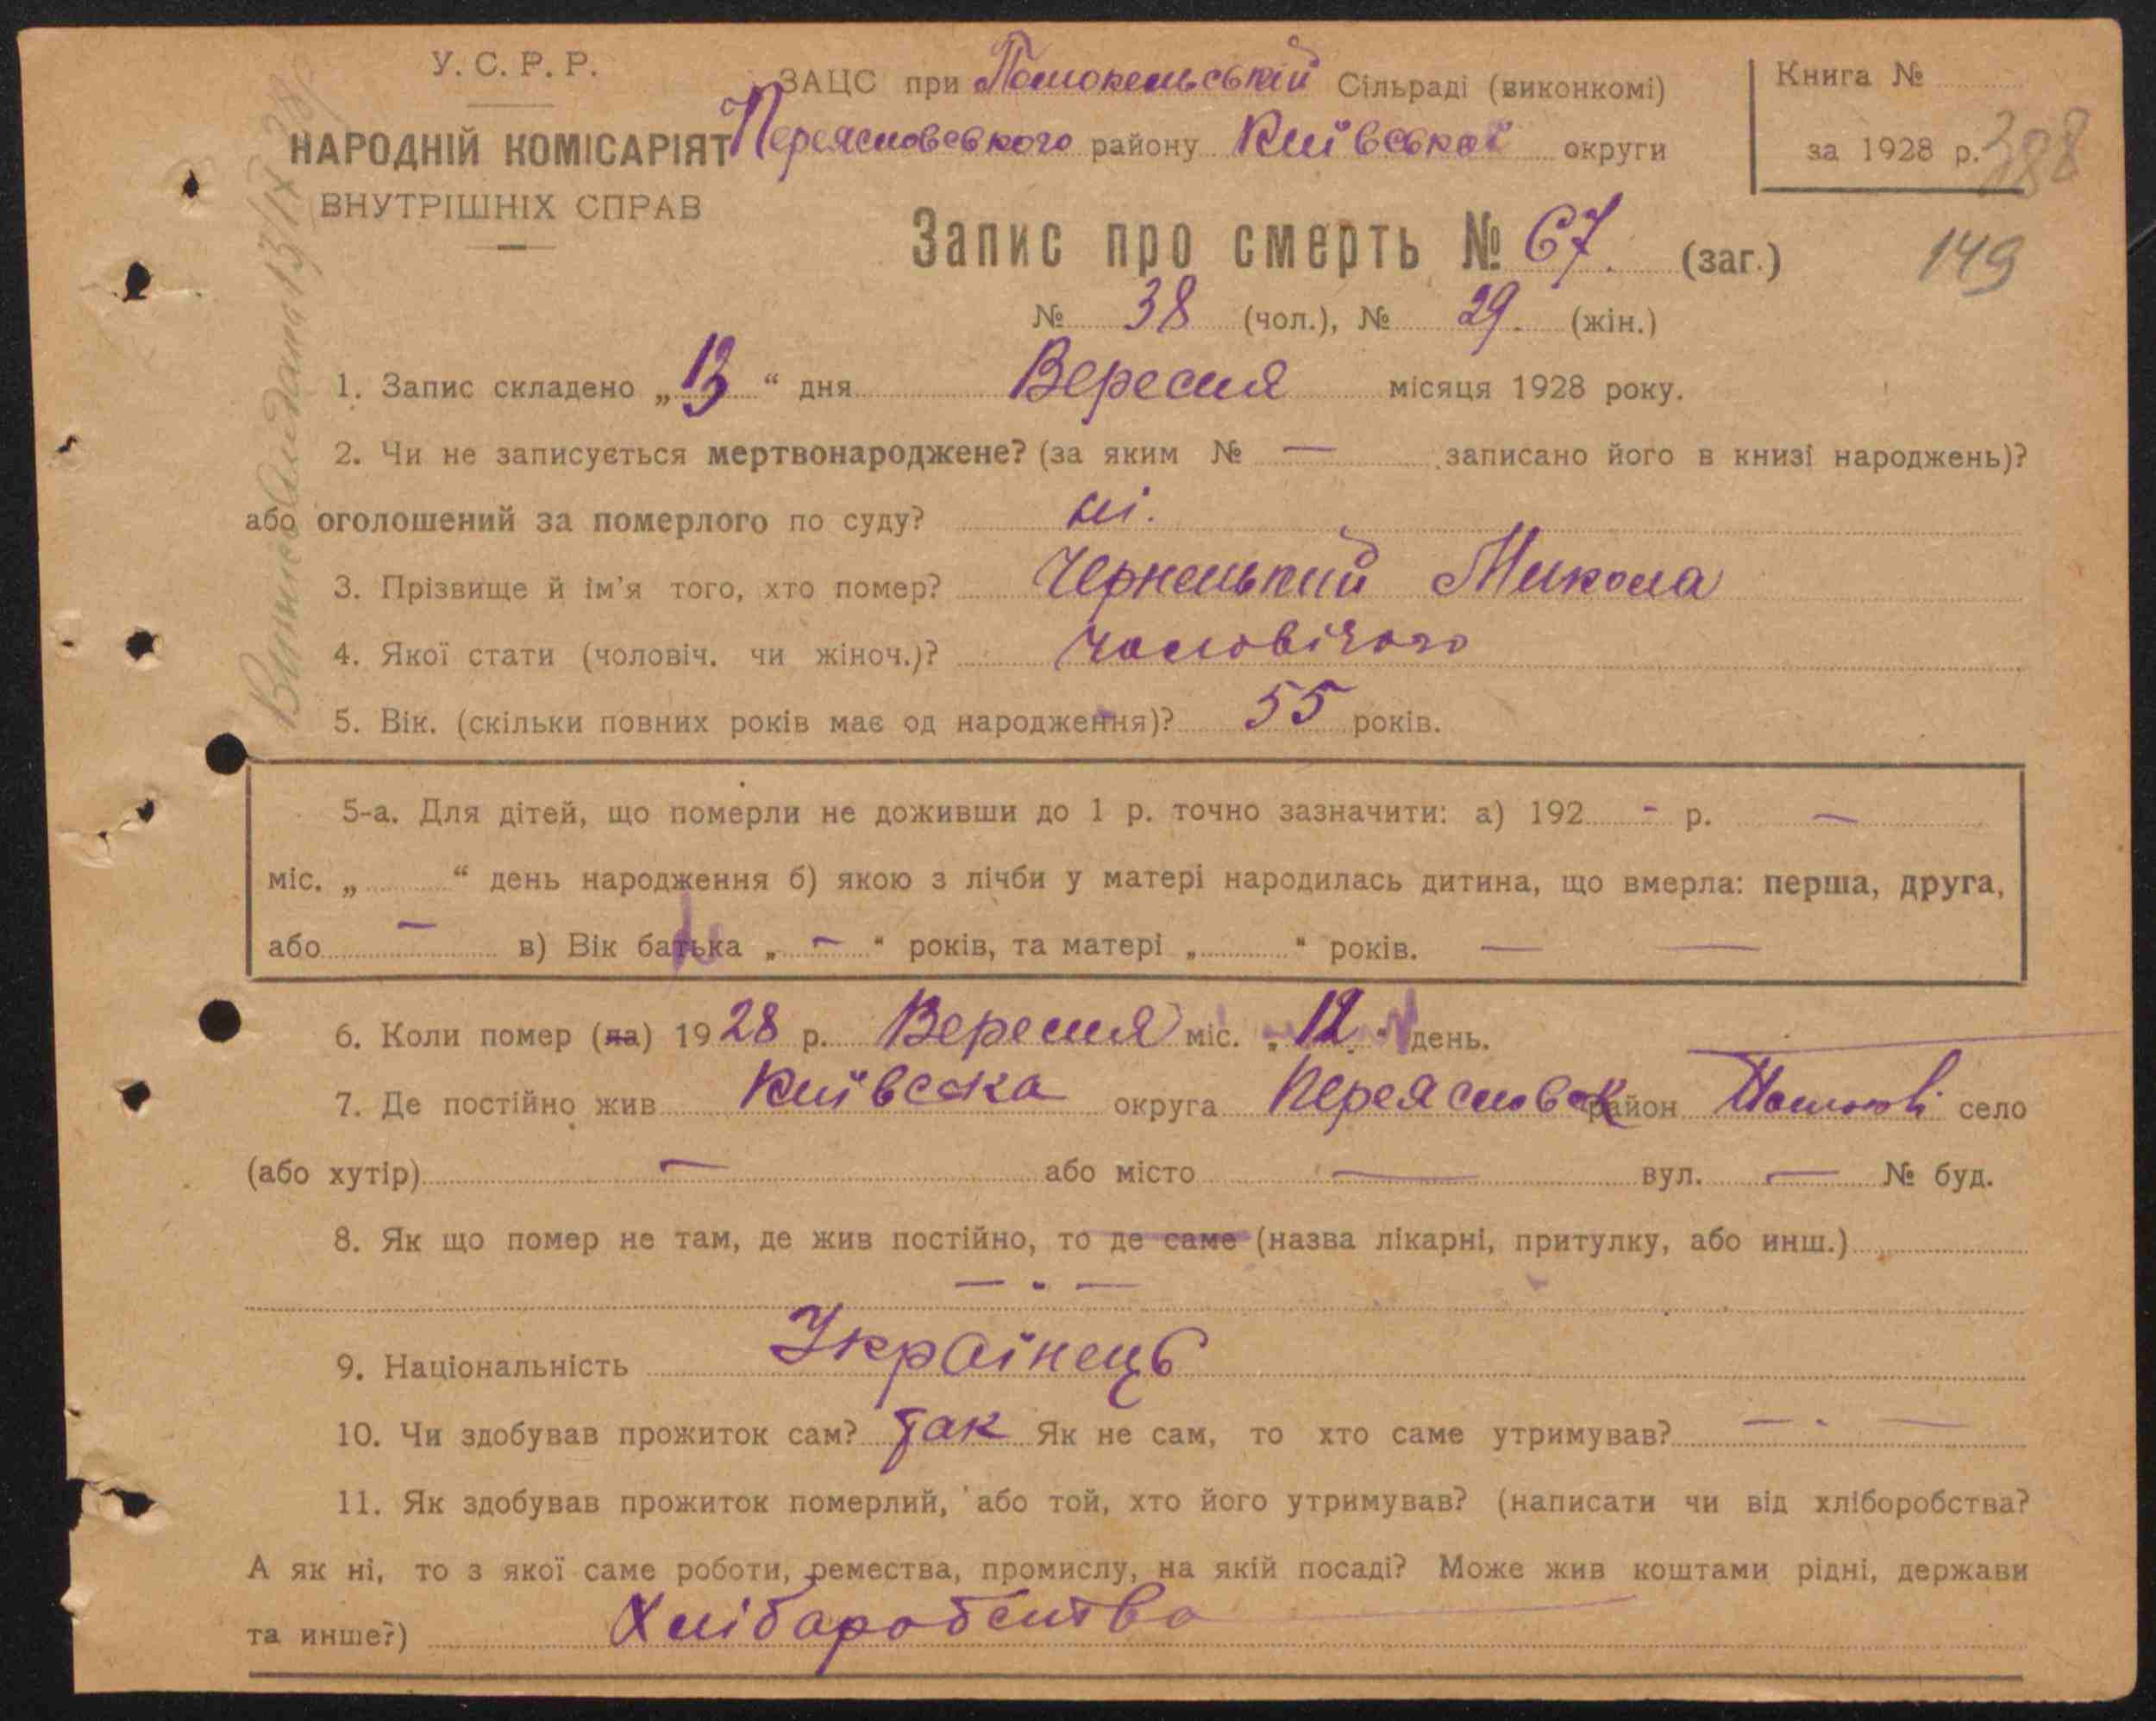 У. С. Р. Р.
НАРОДНІЙ КОМІСАРІЯТ
ВНУТРІШНІХ СПРАВ
ЗАЦС при Помокельській Сільраді (виконкомі)
Переяславського району Київської округи
Книга №
за 1928 р. 388
149
Запис про смерть № 67. (заг.)
№ 38 (чол.), № 29. (жін.)
1. Запис складено „13“ дня Вересня місяця 1928 року.
2. Чи не записується мертвонароджене? (за яким № — записано його в книзі народжень)?
або оголошений за померлого по суду? ні.
3. Прізвище й ім'я того, хто помер? Чернецький Микола
4. Якої стати (чоловіч. чи жіноч.)? чоловічого
5. Вік. (скільки повних років має од народження)? 55 років.
5-а. Для дітей, що померли не доживши до 1 р. точно зазначити: а) 192 - р. —
міс. „ “ день народження б) якою з лічби у матері народилась дитина, що вмерла: перша, друга,
або — в) Вік батька „ — “ років, та матері „ “ років. — —
6. Коли помер (ла) 1928 р. Вересня міс. „12“ день.
7. Де постійно жив Київська округа Переяславськ район село
(або хутір) — або місто — вул. — № буд.
8. Як що помер не там, де жив постійно, то де саме (назва лікарні, притулку, або инш.)
— " —
9. Національність Українець
10. Чи здобував прожиток сам? так Як не сам, то хто саме утримував? — " —
11. Як здобував прожиток померлий, або той, хто його утримував? (написати чи від хліборобства?
А як ні, то з якої саме роботи, ремества, промислу, на якій посаді? Може жив коштами рідні, держави
та инше?) Хлібаробство